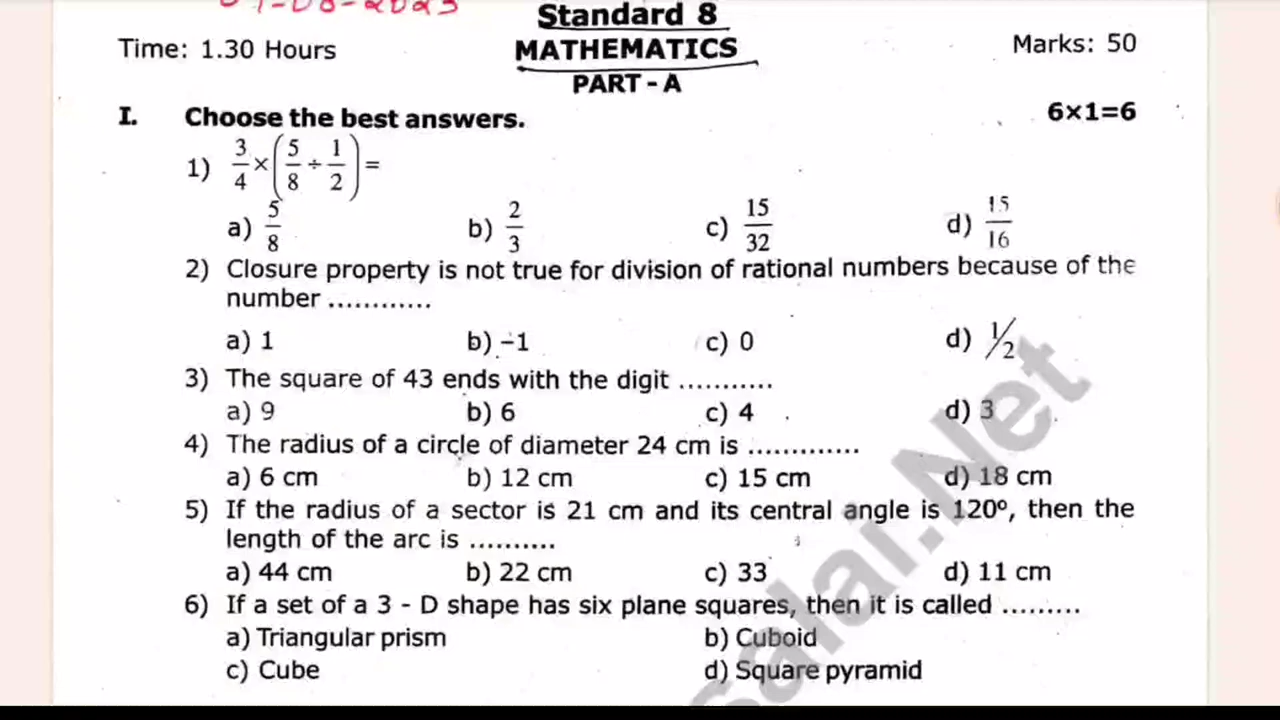 Standard 8
Time: 1.30 Hours MATHEMATICS Marks: 50
PART - A
I. Choose the best answers. 6×1=6
1) 3/4 × (5/8 ÷ 1/2) =
a) 5/8 b) 2/3 c) 15/32 d) 15/16
2) Closure property is not true for division of rational numbers because of the
number ............
a) 1 b) -1 c) 0 d) 1/2
3) The square of 43 ends with the digit ...........
a) 9 b) 6 c) 4 d) 3
4) The radius of a circle of diameter 24 cm is .............
a) 6 cm b) 12 cm c) 15 cm d) 18 cm
5) If the radius of a sector is 21 cm and its central angle is 120º, then the
length of the arc is ..........
a) 44 cm b) 22 cm c) 33 d) 11 cm
6) If a set of a 3 - D shape has six plane squares, then it is called .........
a) Triangular prism b) Cuboid
c) Cube d) Square pyramid
salai.Net